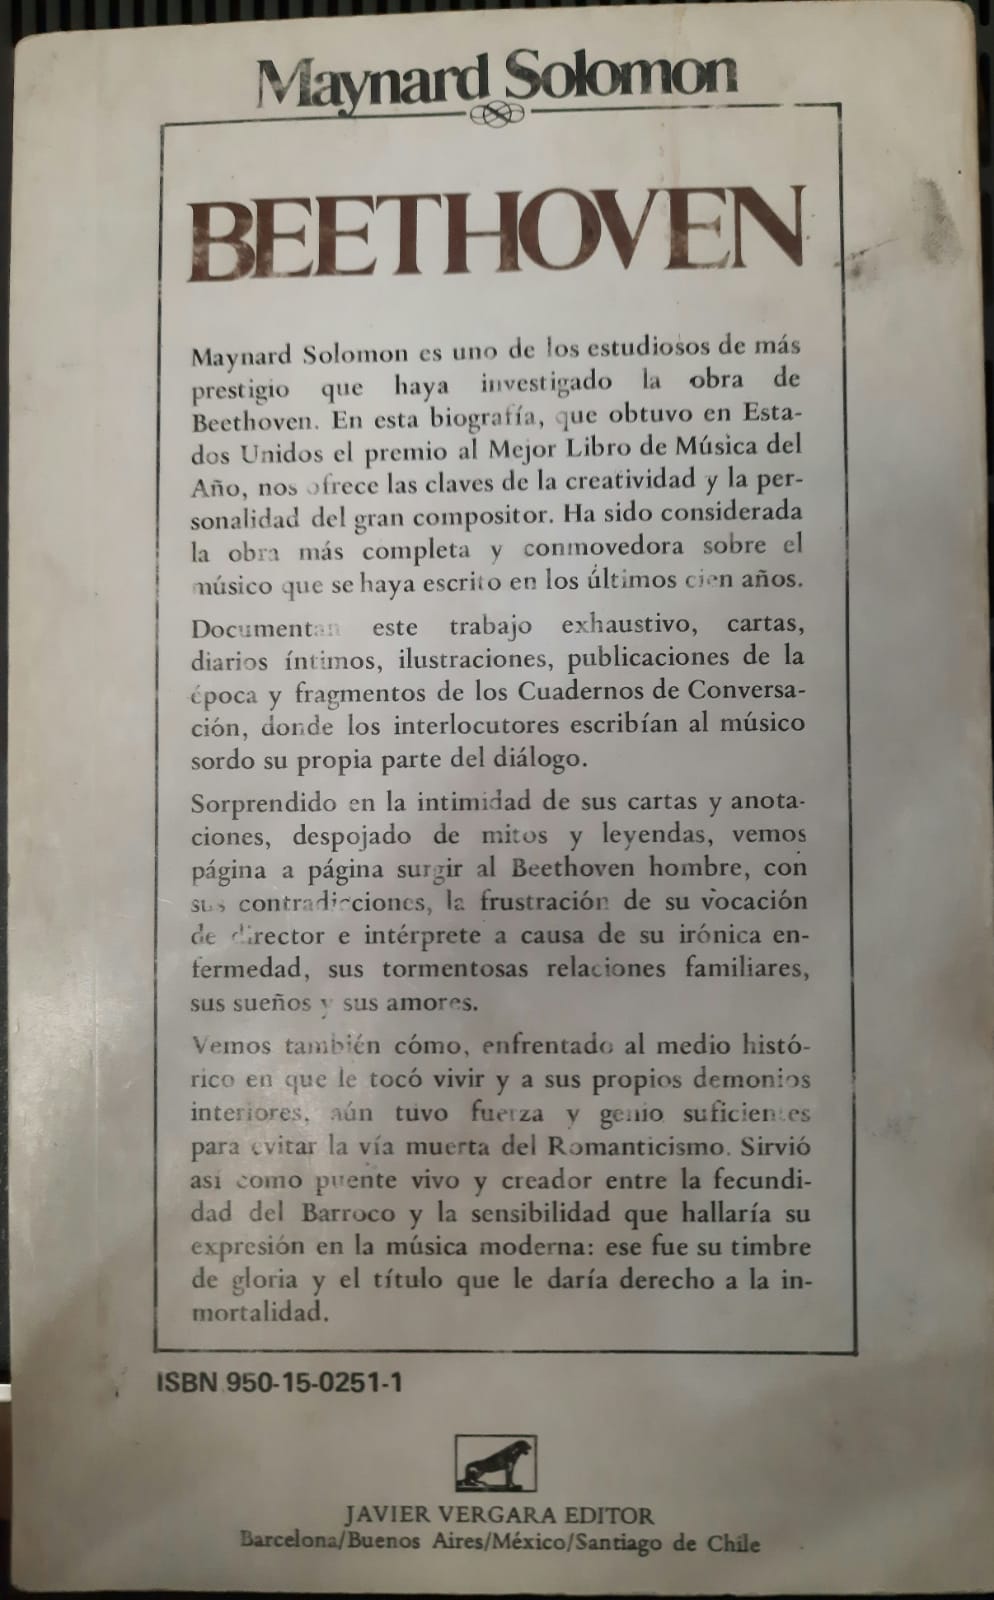 Maynard Solomon
BEETHOVEN
Maynard Solomon es uno de los estudiosos de más
prestigio que haya investigado la obra de
Beethoven. En esta biografía, que obtuvo en Esta-
dos Unidos el premio al Mejor Libro de Música del
Año, nos ofrece las claves de la creatividad y la per-
sonalidad del gran compositor. Ha sido considerada
la obra más completa y conmovedora sobre el
músico que se haya escrito en los últimos cien años.
Documentan este trabajo exhaustivo, cartas,
diarios íntimos, ilustraciones, publicaciones de la
época y fragmentos de los Cuadernos de Conversa-
ción, donde los interlocutores escribían al músico
sordo su propia parte del diálogo.
Sorprendido en la intimidad de sus cartas y anota-
ciones, despojado de mitos y leyendas, vemos
página a página surgir al Beethoven hombre, con
sus contradicciones, la frustración de su vocación
de director e intérprete a causa de su irónica en-
fermedad, sus tormentosas relaciones familiares,
sus sueños y sus amores.
Vemos también cómo, enfrentado al medio histó-
rico en que le tocó vivir y a sus propios demonios
interiores, aún tuvo fuerza y genio suficientes
para evitar la vía muerta del Romanticismo. Sirvió
así como puente vivo y creador entre la fecundi-
dad del Barroco y la sensibilidad que hallaría su
expresión en la música moderna: ese fue su timbre
de gloria y el título que le daría derecho a la in-
mortalidad.
ISBN 950-15-0251-1
JAVIER VERGARA EDITOR
Barcelona/Buenos Aires/México/Santiago de Chile